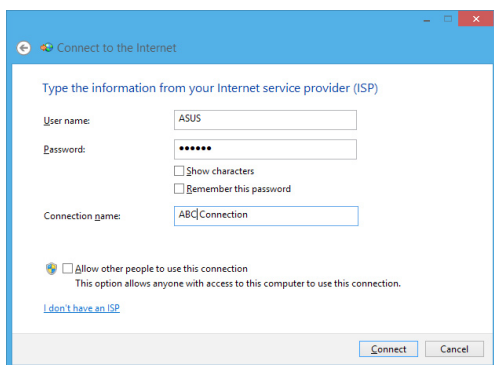 Connect to the Internet
Type the information from your Internet service provider (ISP)
User name: ASUS
Password: ●●●●●●
Show characters
Remember this password
Connection name: ABC Connection
Allow other people to use this connection
This option allows anyone with access to this computer to use this connection.
I don't have an ISP
Connect Cancel